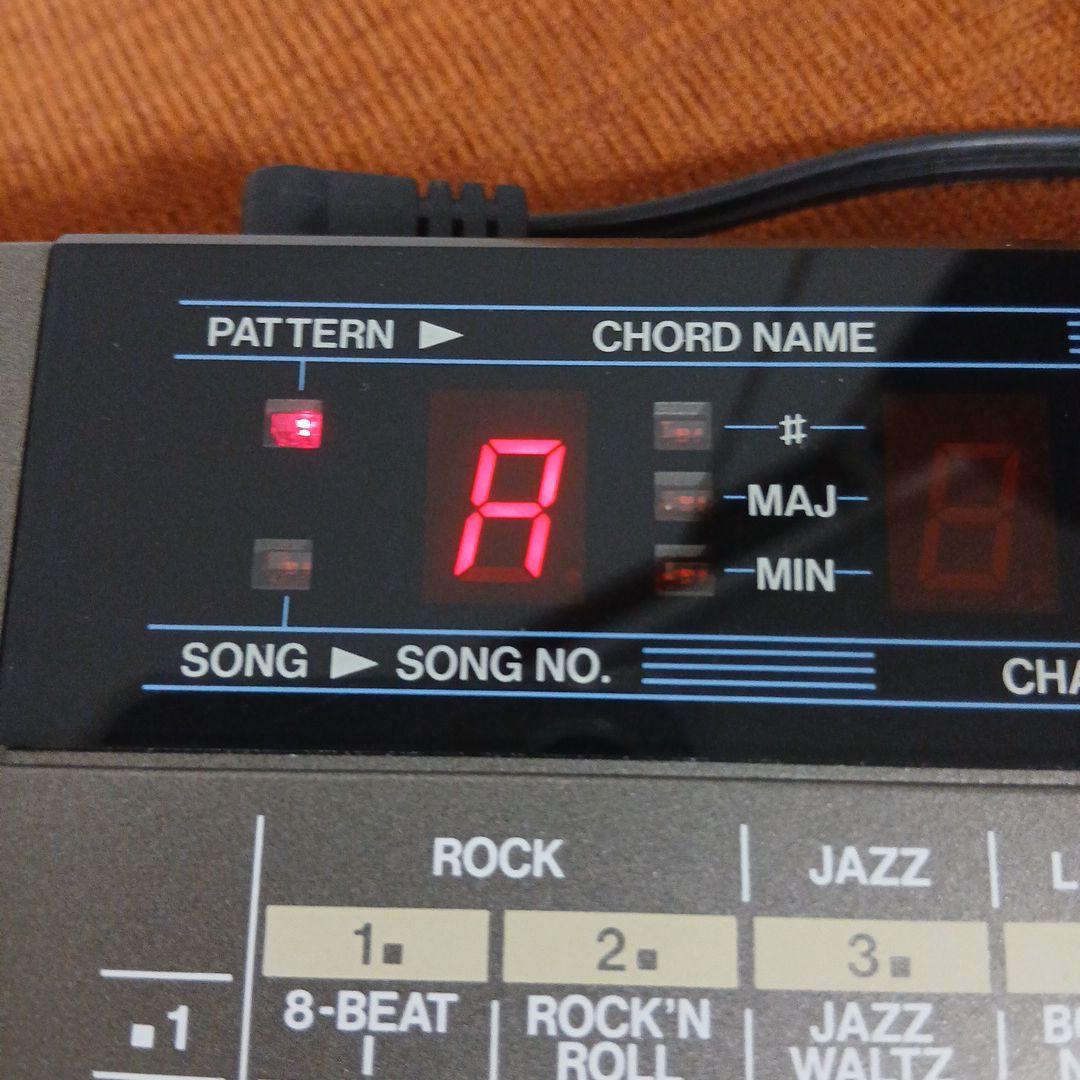 PATTERN ▶ CHORD NAME
A
#
MAJ
MIN
SONG ▶ SONG NO.
ROCK JAZZ
1. 2. 3.
.1
8-BEAT
I
ROCK'N
ROLL
JAZZ
WALTZ